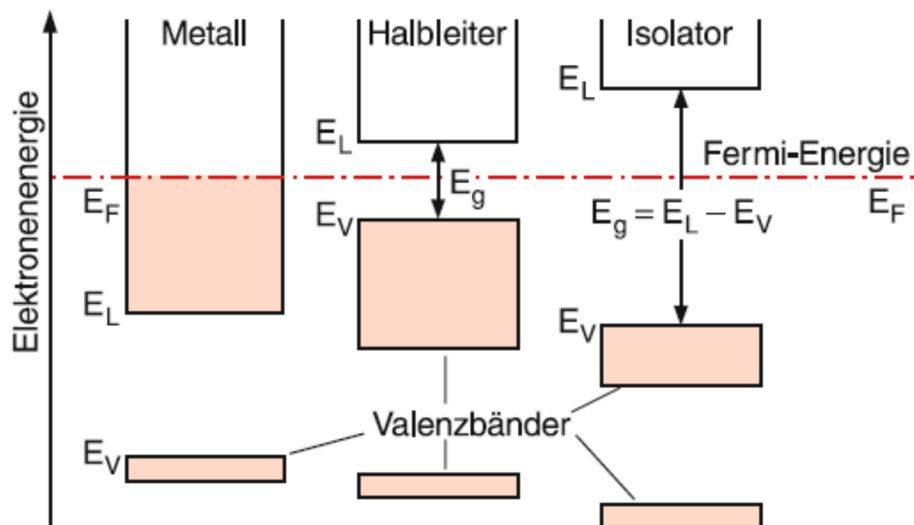 Metall
Halbleiter
Isolator
Elektronenenergie
E_L
E_L
Fermi-Energie
E_F
E_g
E_V
E_g = E_L – E_V
E_F
E_L
E_V
Valenzbänder
E_V